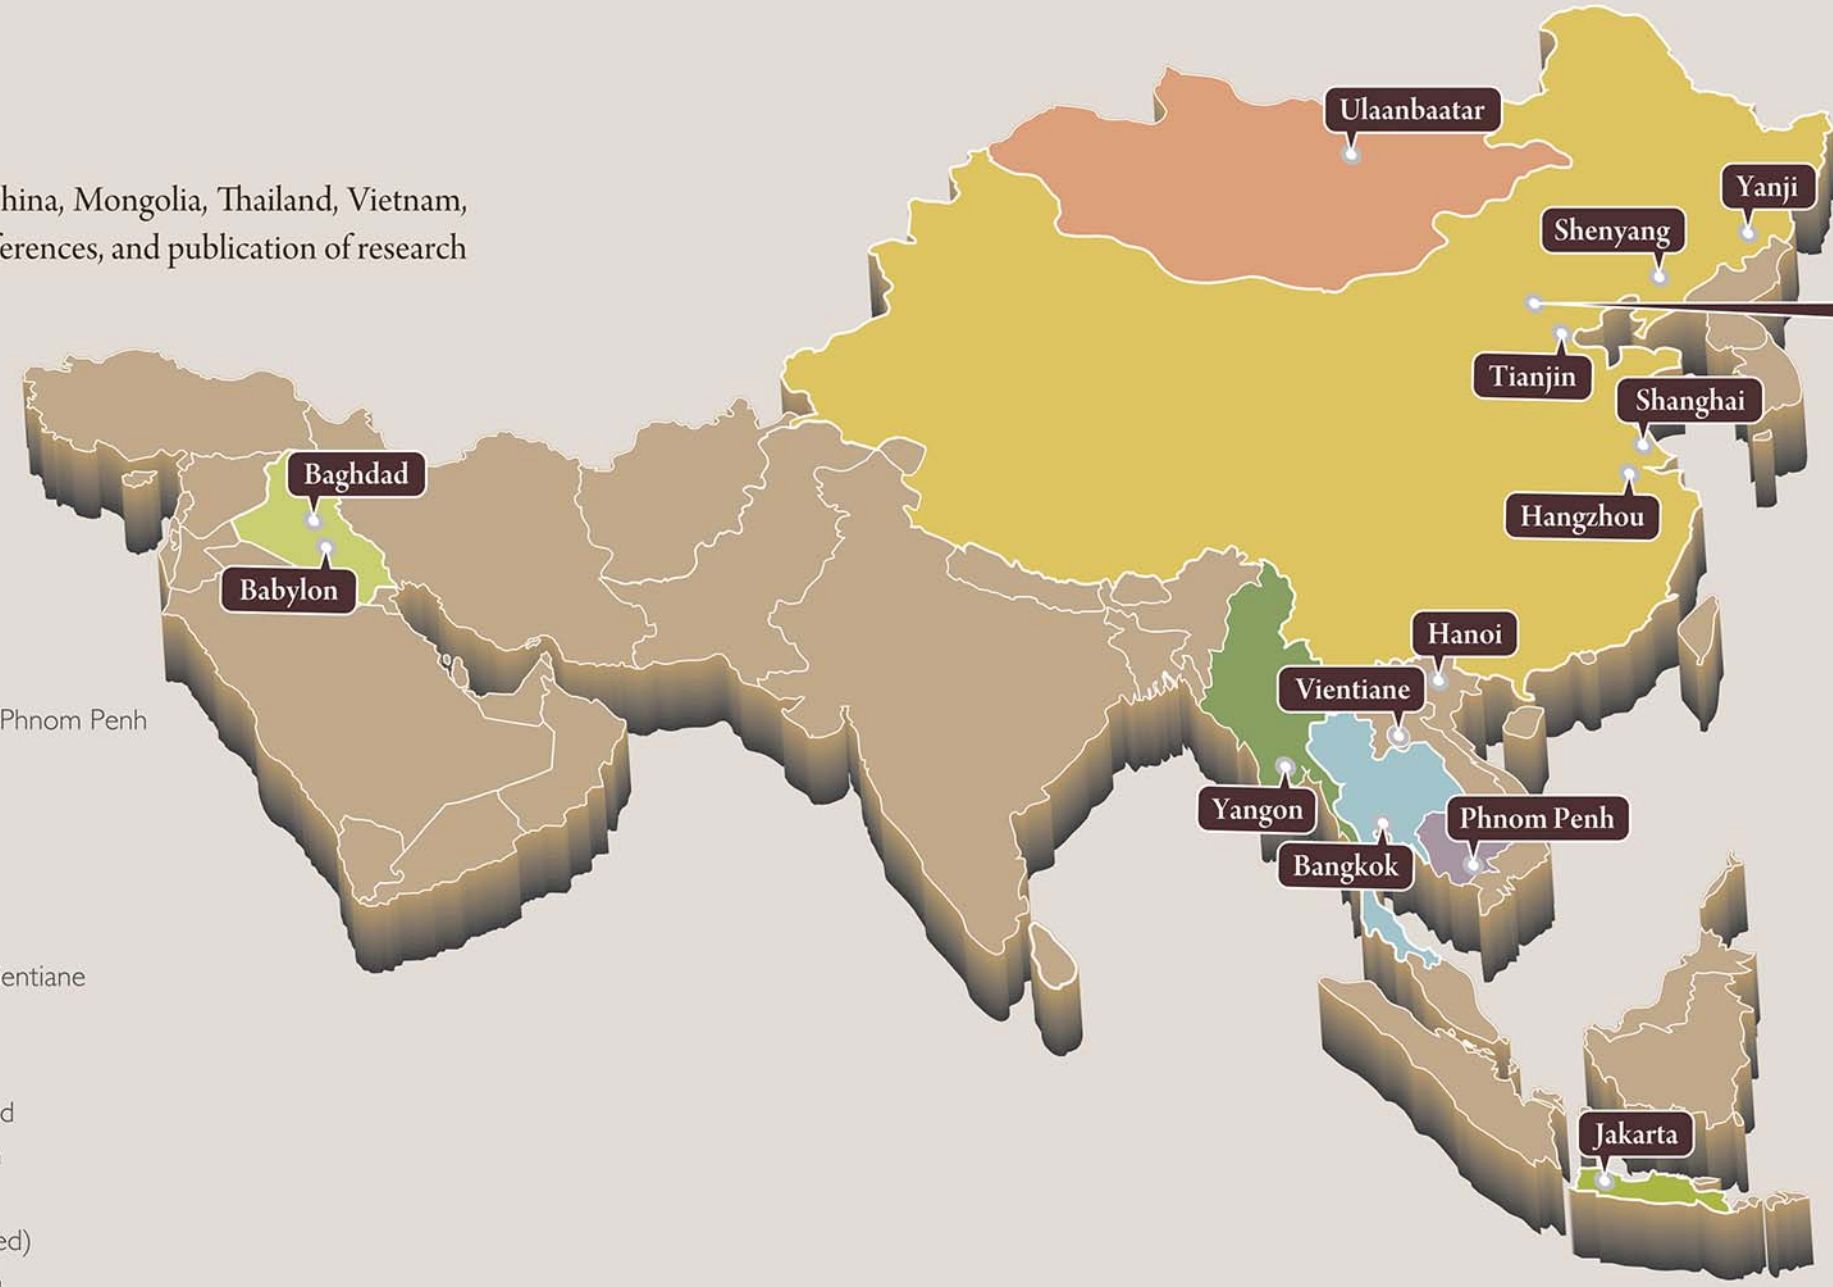 hina, Mongolia, Thailand, Vietnam,
ferences, and publication of research
Ulaanbaatar
Yanji
Shenyang
Tianjin
Shanghai
Baghdad
Hangzhou
Babylon
Hanoi
Vientiane
Phnom Penh
Yangon
Phnom Penh
Bangkok
entiane
d
Jakarta
ed)